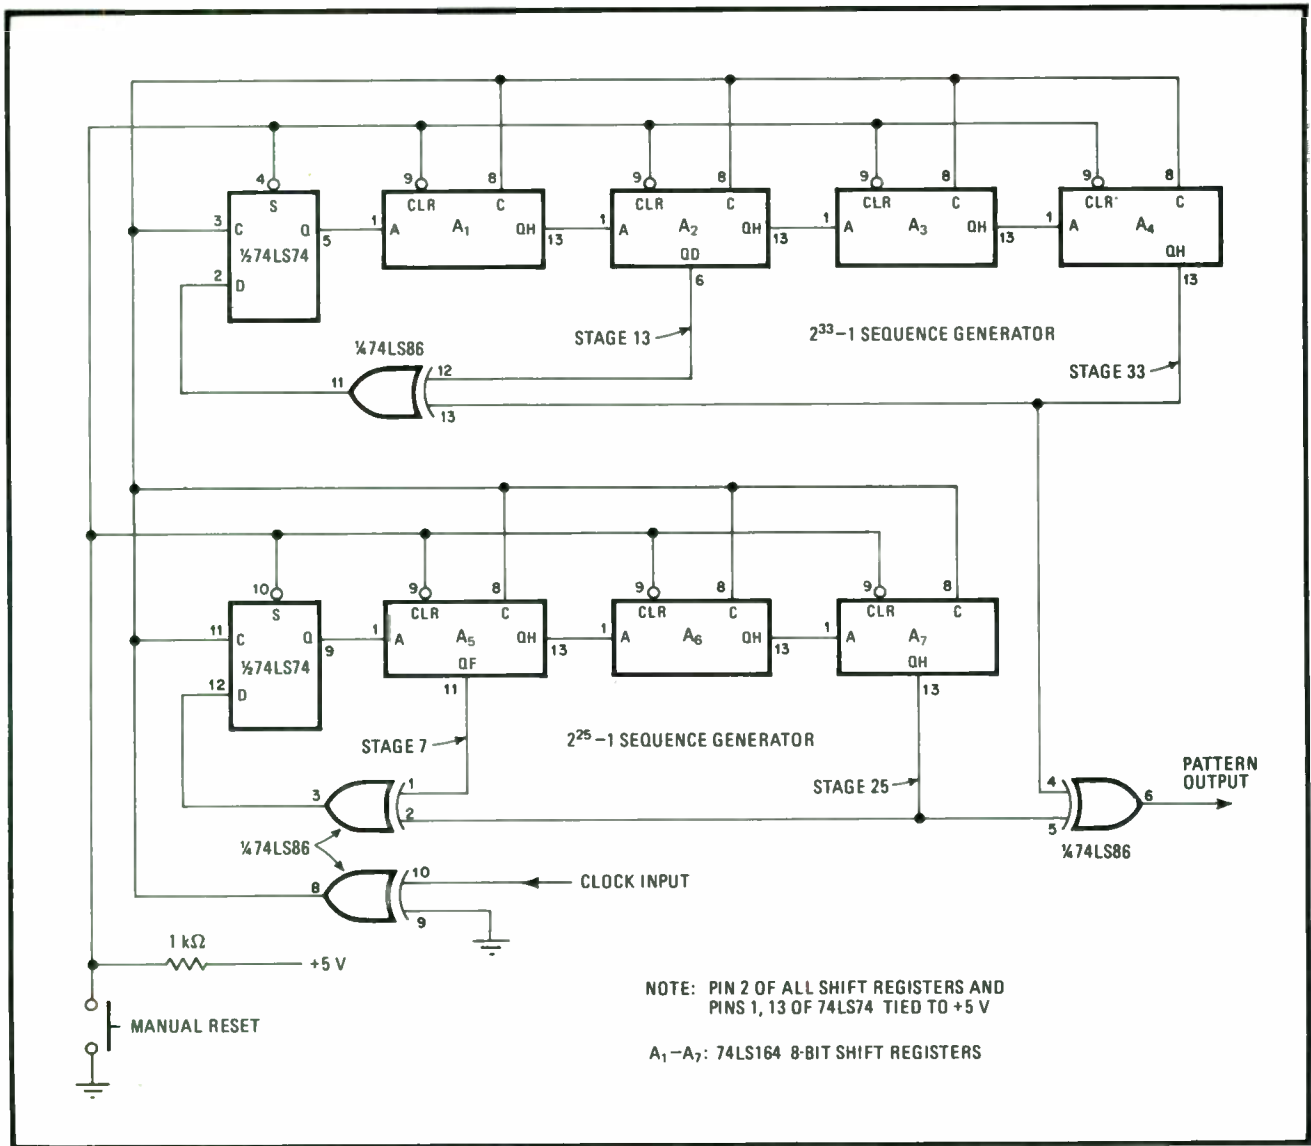 4 9 8 9 8 9 8 9 8
S CLR C CLR C CLR C CLR C
3 C Q 5 1 A A₁ QH 13 1 A A₂ QH 13 1 A A₃ QH 13 1 A A₄
½74LS74 QD QH
2 D 6 13
STAGE 13 2³³–1 SEQUENCE GENERATOR
¼74LS86
STAGE 33
11 12
13
10 9 8 9 8 9 8
S CLR C CLR C CLR C
11 C Q 9 1 A A₅ QH 13 1 A A₆ QH 13 1 A A₇
½74LS74 QF QH
12 D 11 13
STAGE 7 2²⁵–1 SEQUENCE GENERATOR
STAGE 25
PATTERN
OUTPUT
3 1 4 6
2 5
¼74LS86 ¼74LS86
8 10 CLOCK INPUT
9
1 kΩ
+5 V
MANUAL RESET
NOTE: PIN 2 OF ALL SHIFT REGISTERS AND
PINS 1, 13 OF 74LS74 TIED TO +5 V
A₁–A₇: 74LS164 8-BIT SHIFT REGISTERS